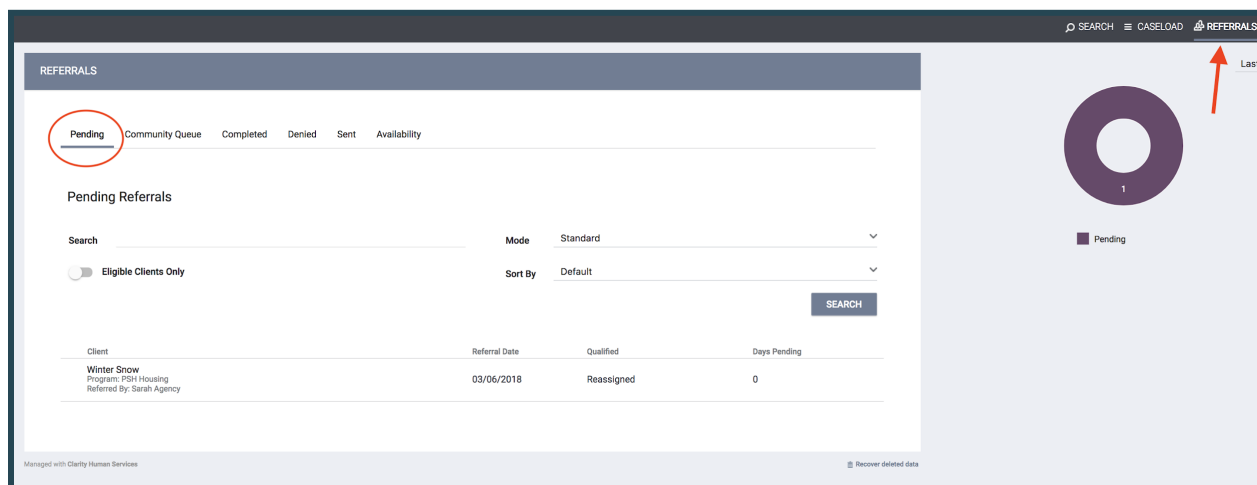 SEARCH CASELOAD REFERRALS
REFERRALS
Last
Pending Community Queue Completed Denied Sent Availability
Pending Referrals
Search
Mode Standard
Eligible Clients Only
Sort By Default
SEARCH
1
Pending
Client Referral Date Qualified Days Pending
Winter Snow
Program: PSH Housing
Referred By: Sarah Agency
03/06/2018 Reassigned 0
Managed with Clarity Human Services
Recover deleted data